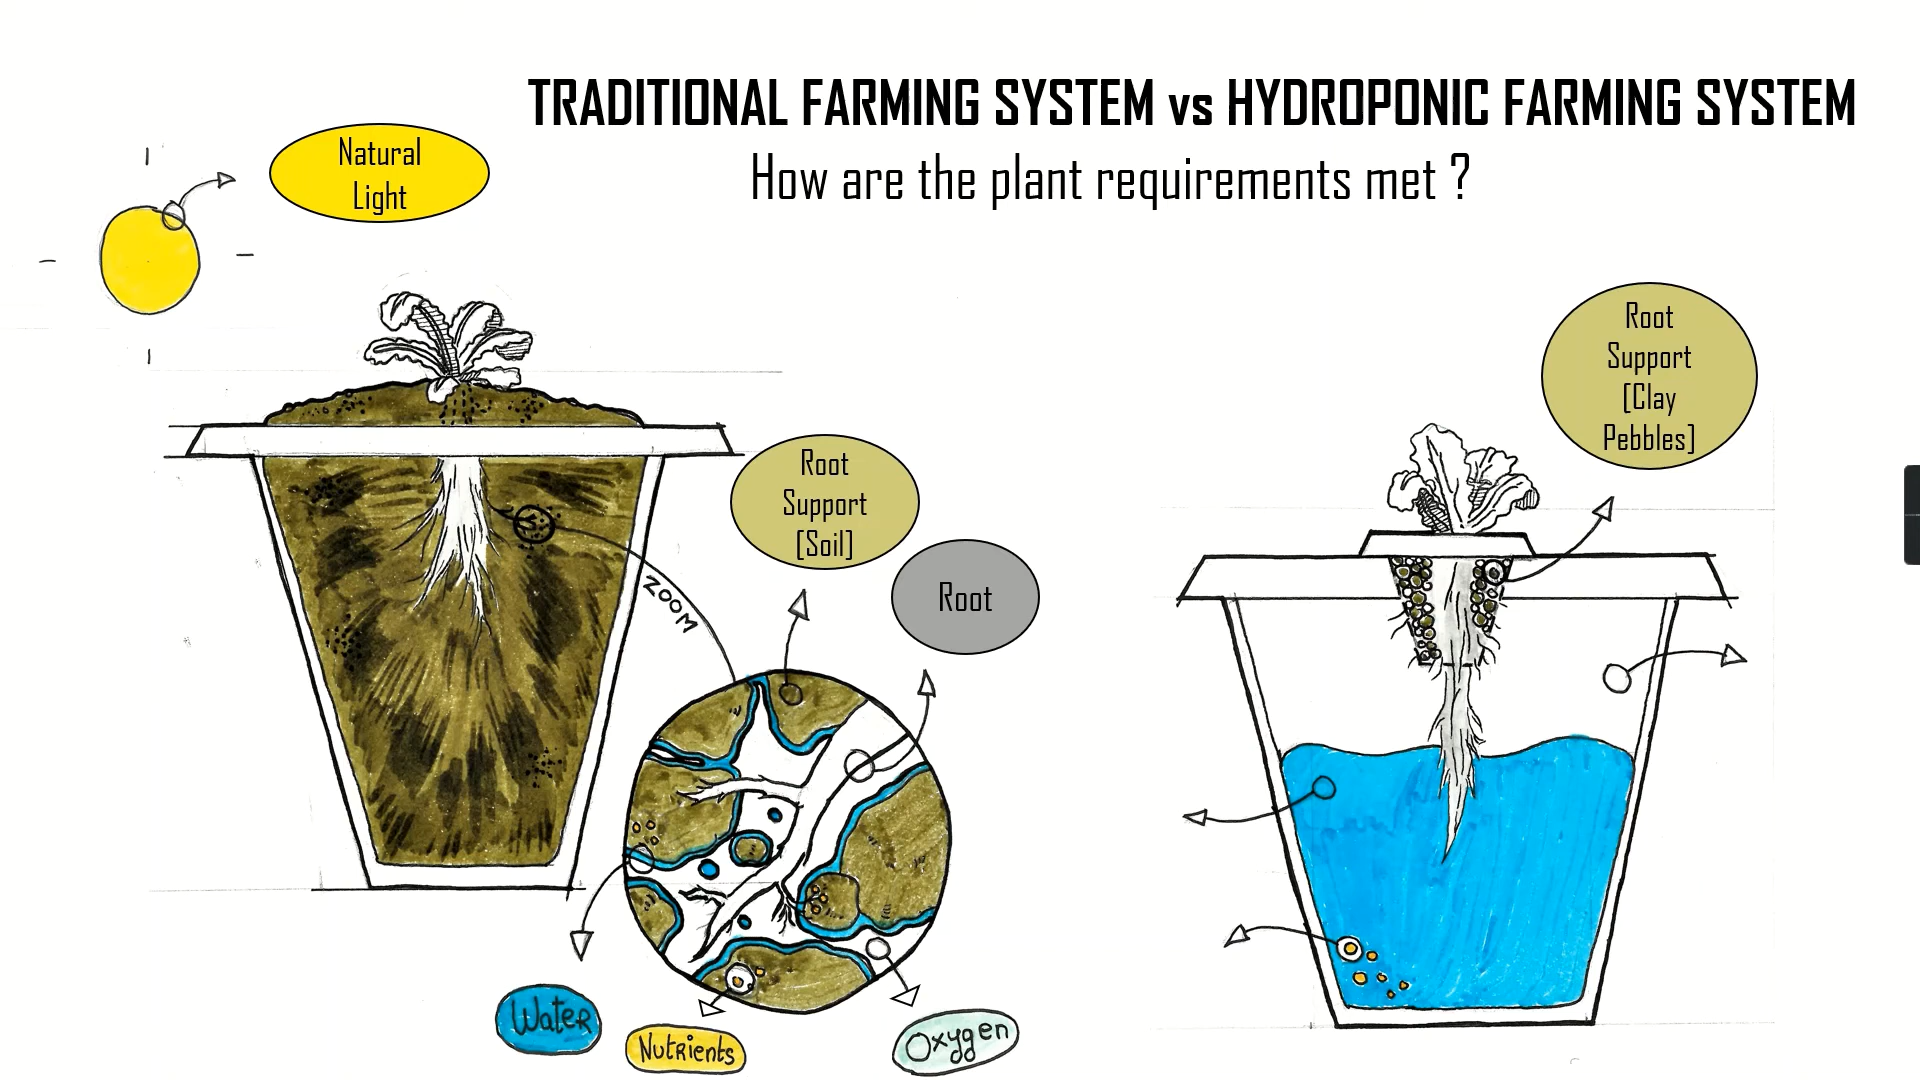 TRADITIONAL FARMING SYSTEM vs HYDROPONIC FARMING SYSTEM
How are the plant requirements met ?
Natural
Light
Root
Support
[Clay
Pebbles]
Root
Support
[Soil]
Root
ZOOM
Water
Nutrients
Oxygen